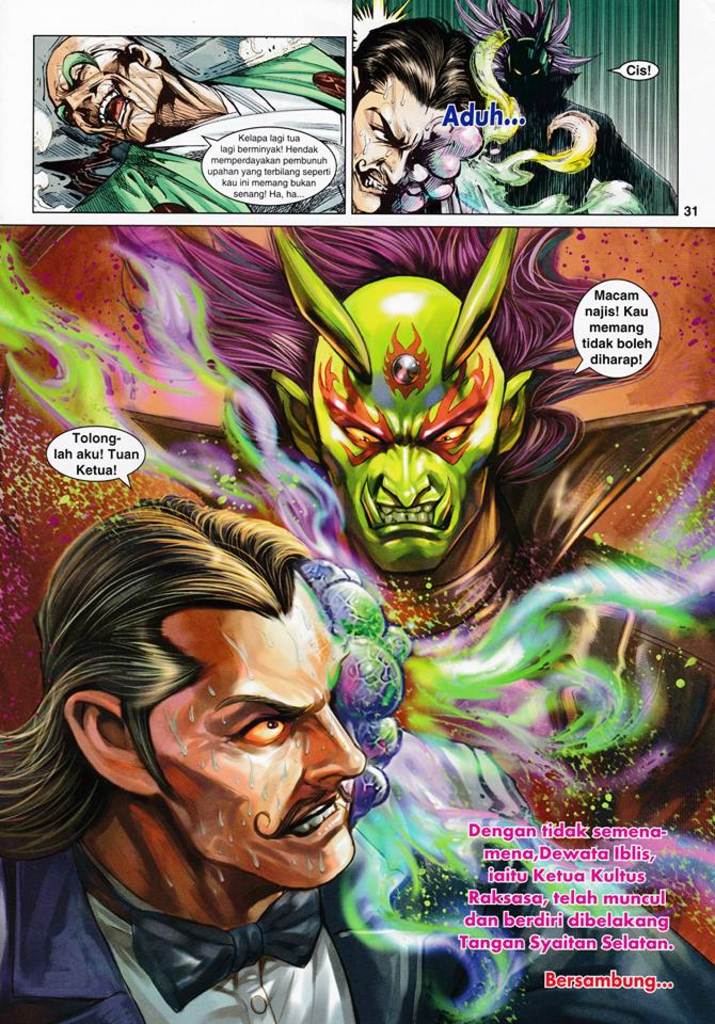 Kelapa lagi tua
lagi berminyak! Hendak
memperdayakan pembunuh
upahan yang terbilang seperti
kau ini memang bukan
senang! Ha, ha...
Aduh...
Cis!
31
Macam
najis! Kau
memang
tidak boleh
diharap!
Tolong-
lah aku! Tuan
Ketua!
Dengan tidak semena-
mena,Dewata Iblis,
iaitu Ketua Kultus
Raksasa, telah muncul
dan berdiri dibelakang
Tangan Syaitan Selatan.
Bersambung...